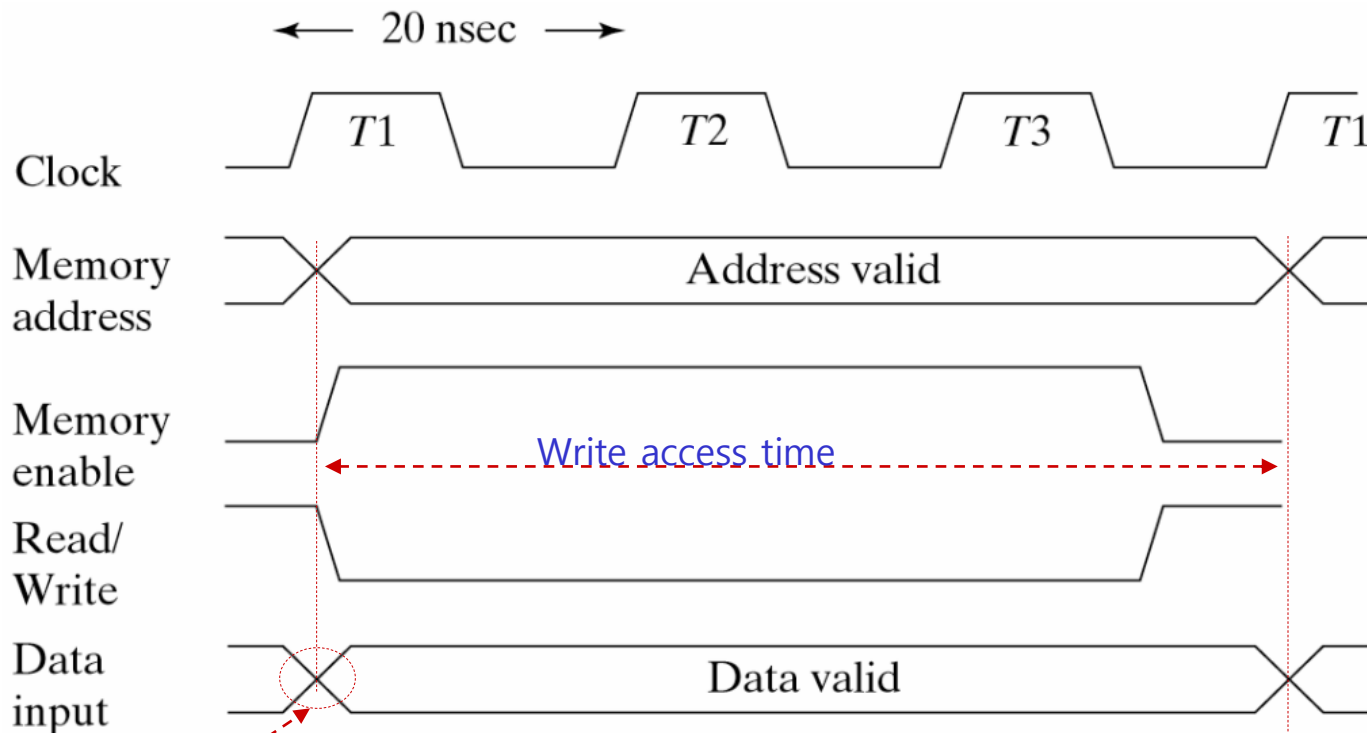 20 nsec
T1 T2 T3 T1
Clock
Memory
address
Address valid
Memory
enable
Write access time
Read/
Write
Data
input
Data valid